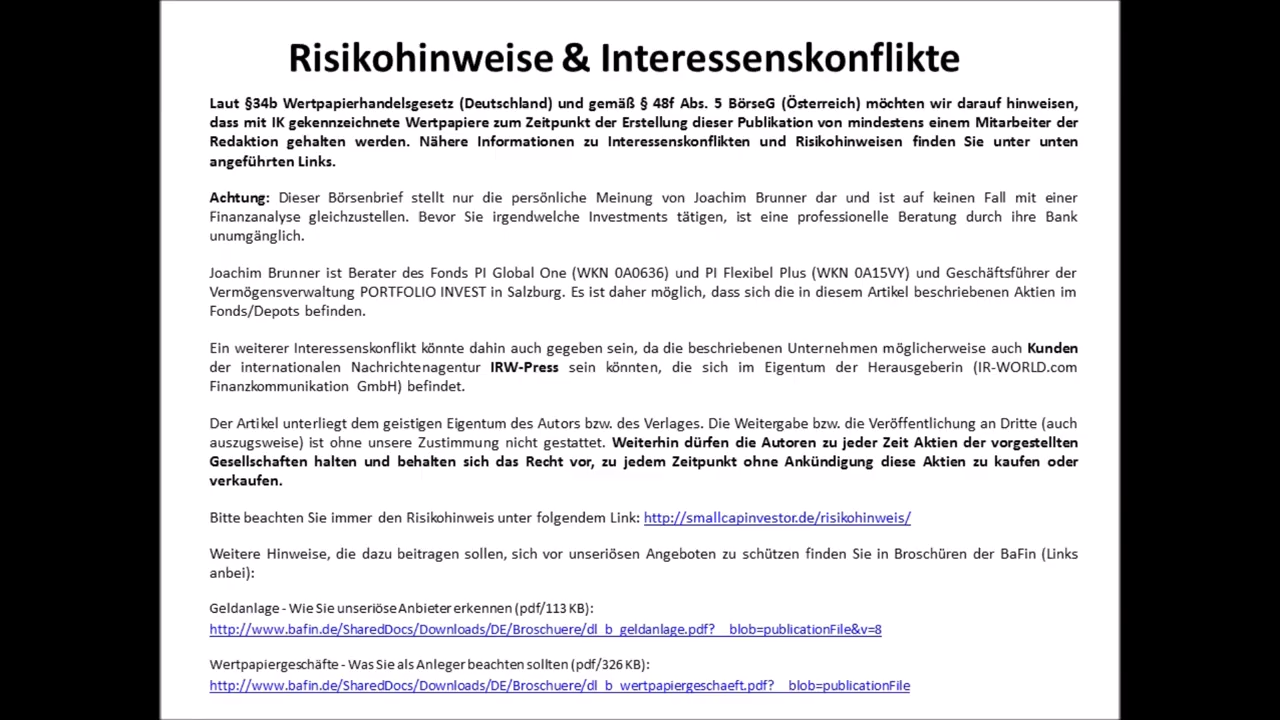 Risikohinweise & Interessenskonflikte
Laut §34b Wertpapierhandelsgesetz (Deutschland) und gemäß § 48f Abs. 5 BörseG (Österreich) möchten wir darauf hinweisen,
dass mit IK gekennzeichnete Wertpapiere zum Zeitpunkt der Erstellung dieser Publikation von mindestens einem Mitarbeiter der
Redaktion gehalten werden. Nähere Informationen zu Interessenskonflikten und Risikohinweisen finden Sie unter unten
angeführten Links.
Achtung: Dieser Börsenbrief stellt nur die persönliche Meinung von Joachim Brunner dar und ist auf keinen Fall mit einer
Finanzanalyse gleichzustellen. Bevor Sie irgendwelche Investments tätigen, ist eine professionelle Beratung durch ihre Bank
unumgänglich.
Joachim Brunner ist Berater des Fonds PI Global One (WKN 0A0636) und PI Flexibel Plus (WKN 0A15VY) und Geschäftsführer der
Vermögensverwaltung PORTFOLIO INVEST in Salzburg. Es ist daher möglich, dass sich die in diesem Artikel beschriebenen Aktien im
Fonds/Depots befinden.
Ein weiterer Interessenskonflikt könnte dahin auch gegeben sein, da die beschriebenen Unternehmen möglicherweise auch Kunden
der internationalen Nachrichtenagentur IRW-Press sein könnten, die sich im Eigentum der Herausgeberin (IR-WORLD.com
Finanzkommunikation GmbH) befindet.
Der Artikel unterliegt dem geistigen Eigentum des Autors bzw. des Verlages. Die Weitergabe bzw. die Veröffentlichung an Dritte (auch
auszugsweise) ist ohne unsere Zustimmung nicht gestattet. Weiterhin dürfen die Autoren zu jeder Zeit Aktien der vorgestellten
Gesellschaften halten und behalten sich das Recht vor, zu jedem Zeitpunkt ohne Ankündigung diese Aktien zu kaufen oder
verkaufen.
Bitte beachten Sie immer den Risikohinweis unter folgendem Link: http://smallcapinvestor.de/risikohinweis/
Weitere Hinweise, die dazu beitragen sollen, sich vor unseriösen Angeboten zu schützen finden Sie in Broschüren der BaFin (Links
anbei):
Geldanlage - Wie Sie unseriöse Anbieter erkennen (pdf/113 KB):
http://www.bafin.de/SharedDocs/Downloads/DE/Broschuere/dl_b_geldanlage.pdf?__blob=publicationFile&v=8
Wertpapiergeschäfte - Was Sie als Anleger beachten sollten (pdf/326 KB):
http://www.bafin.de/SharedDocs/Downloads/DE/Broschuere/dl_b_wertpapiergeschaeft.pdf?__blob=publicationFile